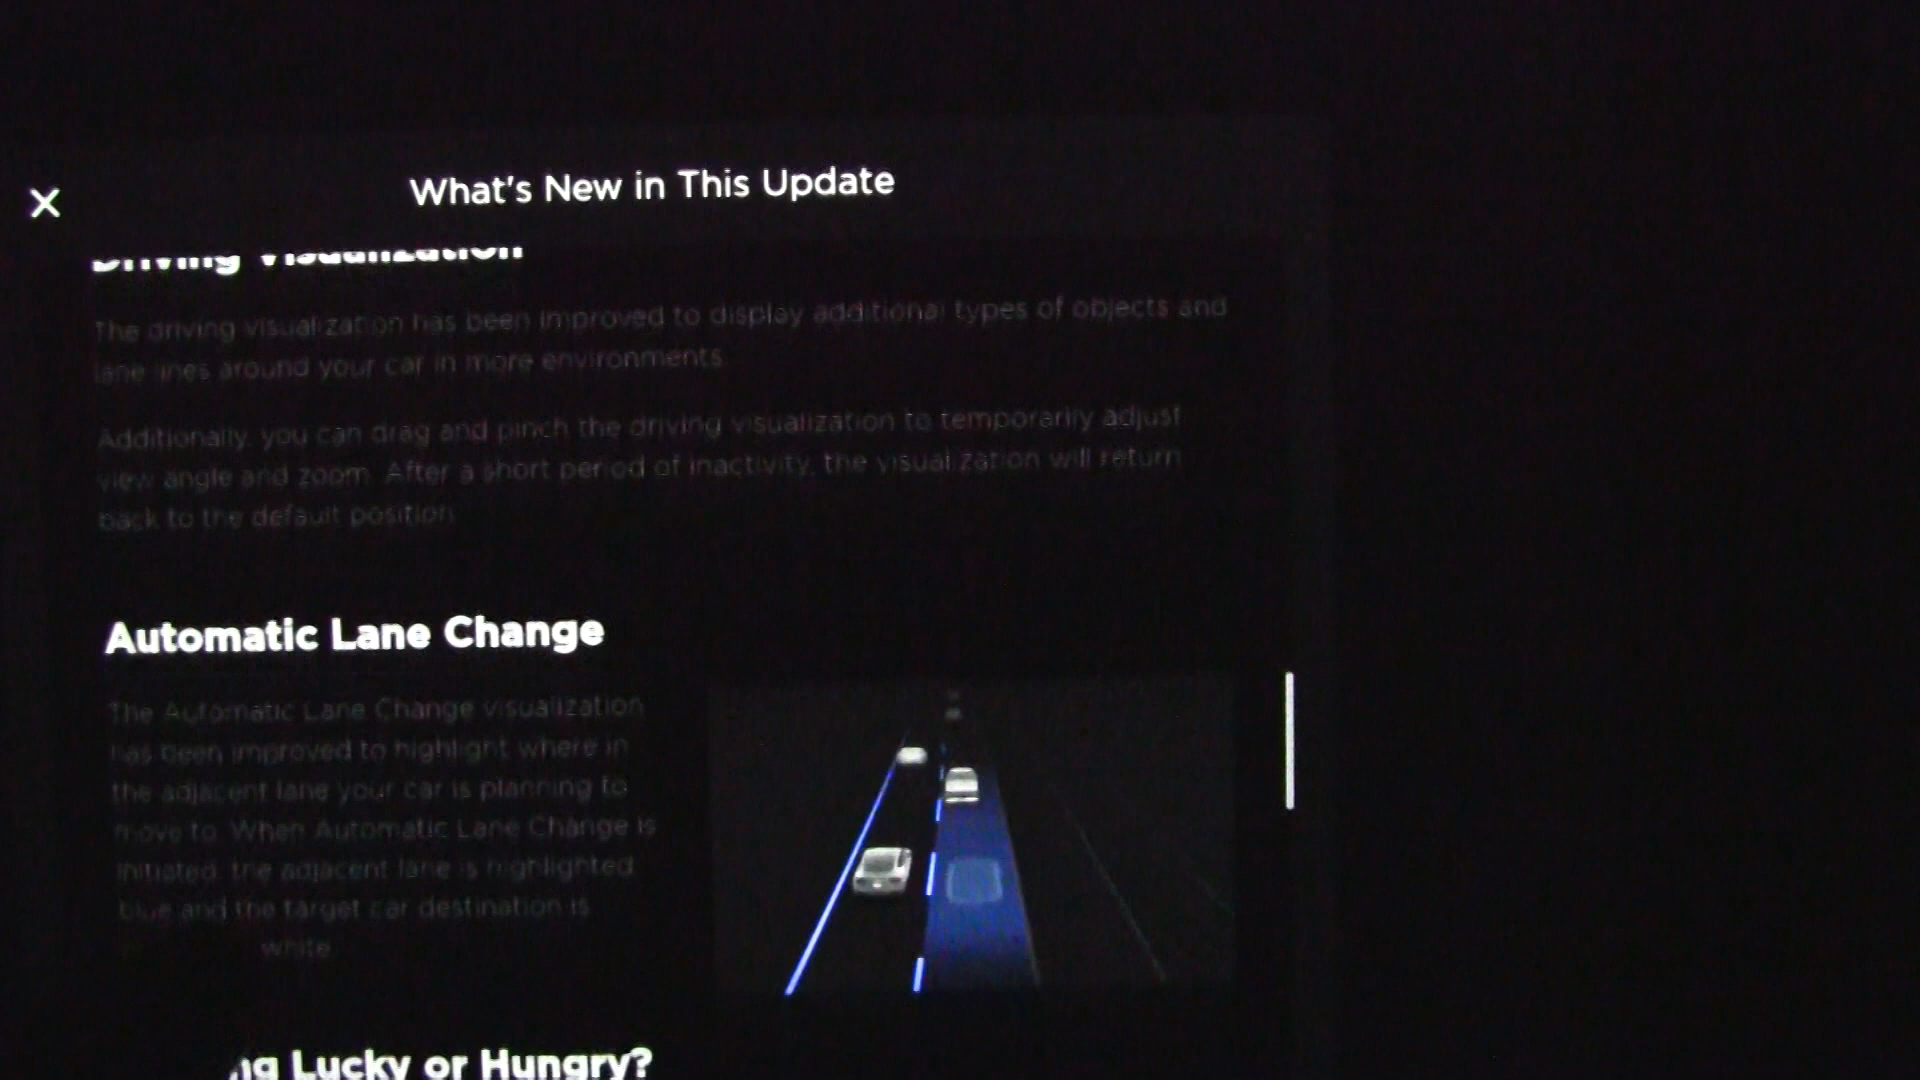 What's New in This Update
Driving Visualization
The driving visualization has been improved to display additional types of objects and
lane lines around your car in more environments
Additionally, you can drag and pinch the driving visualization to temporarily adjust
view angle and zoom. After a short period of inactivity, the visualization will return
back to the default position
Automatic Lane Change
The Automatic Lane Change visualization
has been improved to highlight where in
the adjacent lane your car is planning to
move to. When Automatic Lane Change is
initiated, the adjacent lane is highlighted
blue and the target car destination is
white
Lucky or Hungry?